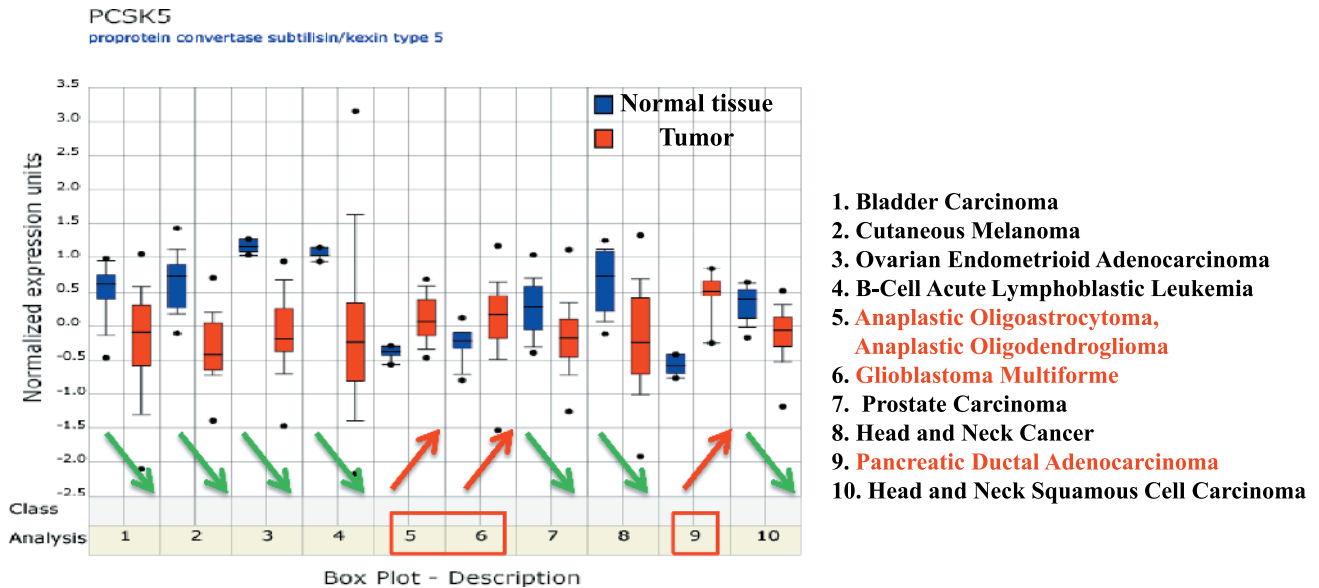 PCSK5
proprotein convertase subtilisin/kexin type 5
Normalized expression units
3.5
3.0
2.5
2.0
1.5
1.0
0.5
0.0
-0.5
-1.0
-1.5
-2.0
-2.5
Normal tissue
Tumor
Class
Analysis 1 2 3 4 5 6 7 8 9 10
Box Plot - Description
1. Bladder Carcinoma
2. Cutaneous Melanoma
3. Ovarian Endometrioid Adenocarcinoma
4. B-Cell Acute Lymphoblastic Leukemia
5. Anaplastic Oligoastrocytoma,
Anaplastic Oligodendroglioma
6. Glioblastoma Multiforme
7. Prostate Carcinoma
8. Head and Neck Cancer
9. Pancreatic Ductal Adenocarcinoma
10. Head and Neck Squamous Cell Carcinoma